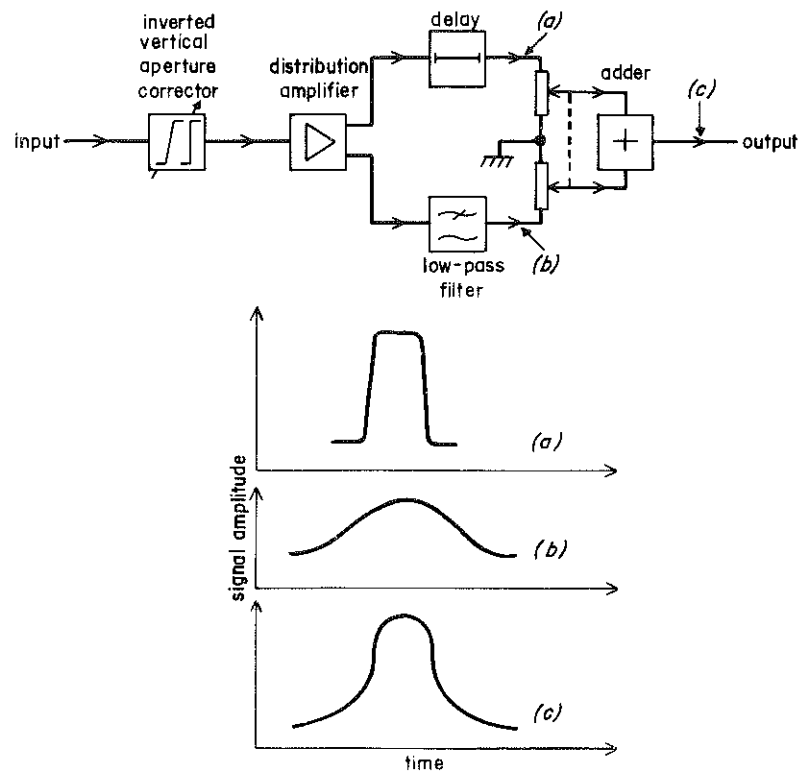 inverted
vertical
aperture
corrector
distribution
amplifier
delay
(a)
adder
(c)
input
+
output
low-pass
filter
(b)
signal amplitude
(a)
(b)
(c)
time